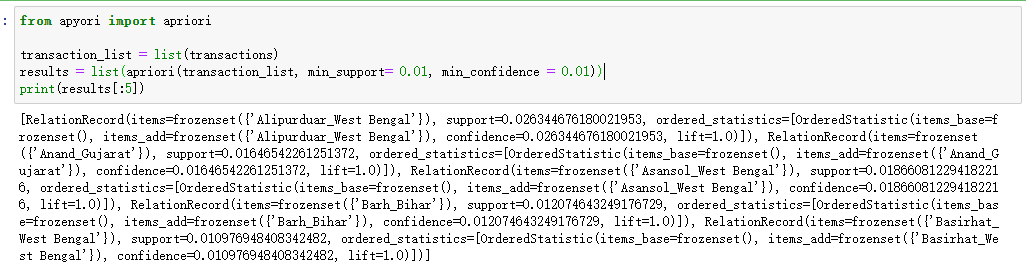 : from apyori import apriori
transaction_list = list(transactions)
results = list(apriori(transaction_list, min_support= 0.01, min_confidence = 0.01))
print(results[:5])
[RelationRecord(items=frozenset({'Alipurduar_West Bengal'}), support=0.026344676180021953, ordered_statistics=[OrderedStatistic(items_base=f
rozenset(), items_add=frozenset({'Alipurduar_West Bengal'}), confidence=0.026344676180021953, lift=1.0)]), RelationRecord(items=frozenset
({'Anand_Gujarat'}), support=0.01646542261251372, ordered_statistics=[OrderedStatistic(items_base=frozenset(), items_add=frozenset({'Anand_G
ujarat'}), confidence=0.01646542261251372, lift=1.0)]), RelationRecord(items=frozenset({'Asansol_West Bengal'}), support=0.01866081229418221
6, ordered_statistics=[OrderedStatistic(items_base=frozenset(), items_add=frozenset({'Asansol_West Bengal'}), confidence=0.01866081229418221
6, lift=1.0)]), RelationRecord(items=frozenset({'Barh_Bihar'}), support=0.012074643249176729, ordered_statistics=[OrderedStatistic(items_bas
e=frozenset(), items_add=frozenset({'Barh_Bihar'}), confidence=0.012074643249176729, lift=1.0)]), RelationRecord(items=frozenset({'Basirhat_
West Bengal'}), support=0.010976948408342482, ordered_statistics=[OrderedStatistic(items_base=frozenset(), items_add=frozenset({'Basirhat_We
st Bengal'}), confidence=0.010976948408342482, lift=1.0)])]